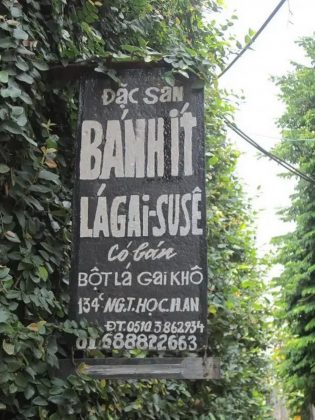 ĐẶC SAN
BÁNH ÍT
LÁ GAi-SUSÊ
Có bán
BỘT LÁ GAi KHÔ
134ᶜ NG.T.HỌC.H.AN
ĐT.0510 3.862934
01688822663